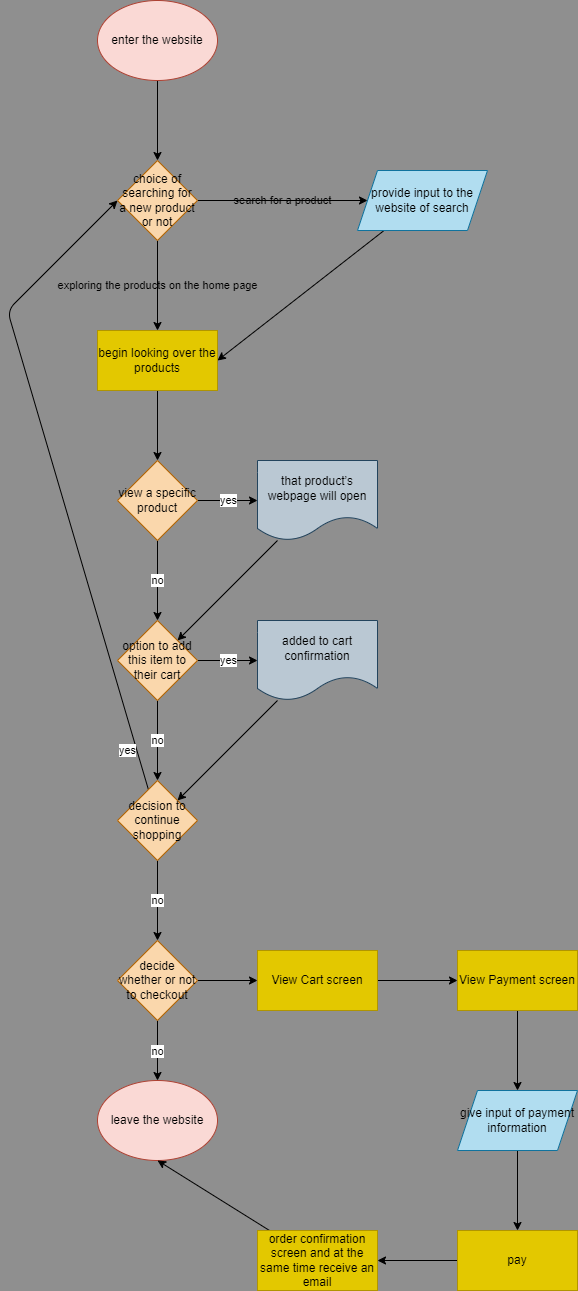 enter the website
choice of
searching for
a new product
or not
search for a product
provide input to the
website of search
exploring the products on the home page
begin looking over the
products
view a specific
product
yes
that product's
webpage will open
no
option to add
this item to
their cart
yes
added to cart
confirmation
no
yes
decision to
continue
shopping
no
decide
whether or not
to checkout
View Cart screen
View Payment screen
no
leave the website
give input of payment
information
order confirmation
screen and at the
same time receive an
email
pay